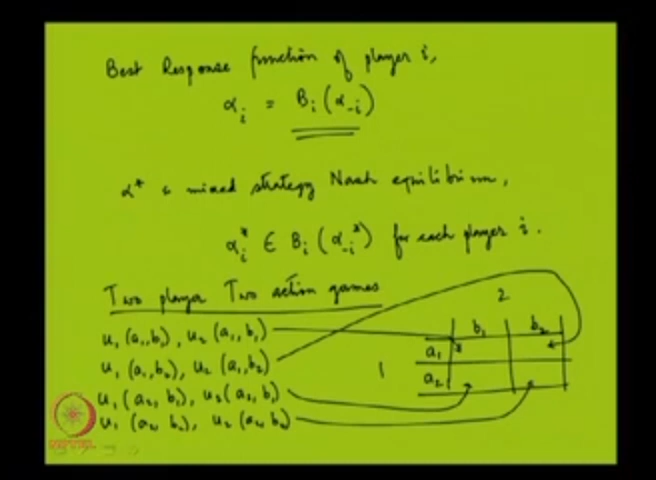 Best Response function of player i,
αᵢ = Bᵢ (α₋ᵢ)
α* is mixed strategy Nash equilibrium,
αᵢ* ∈ Bᵢ (α₋ᵢ*) for each player i.
Two player Two action games
2
u₁ (a₁, b₁), u₂ (a₁, b₁)
b₁ b₂
u₁ (a₁, b₂), u₂ (a₁, b₂)
1 a₁
a₂
u₁ (a₂, b₁), u₂ (a₂, b₁)
u₁ (a₂, b₂), u₂ (a₂, b₂)